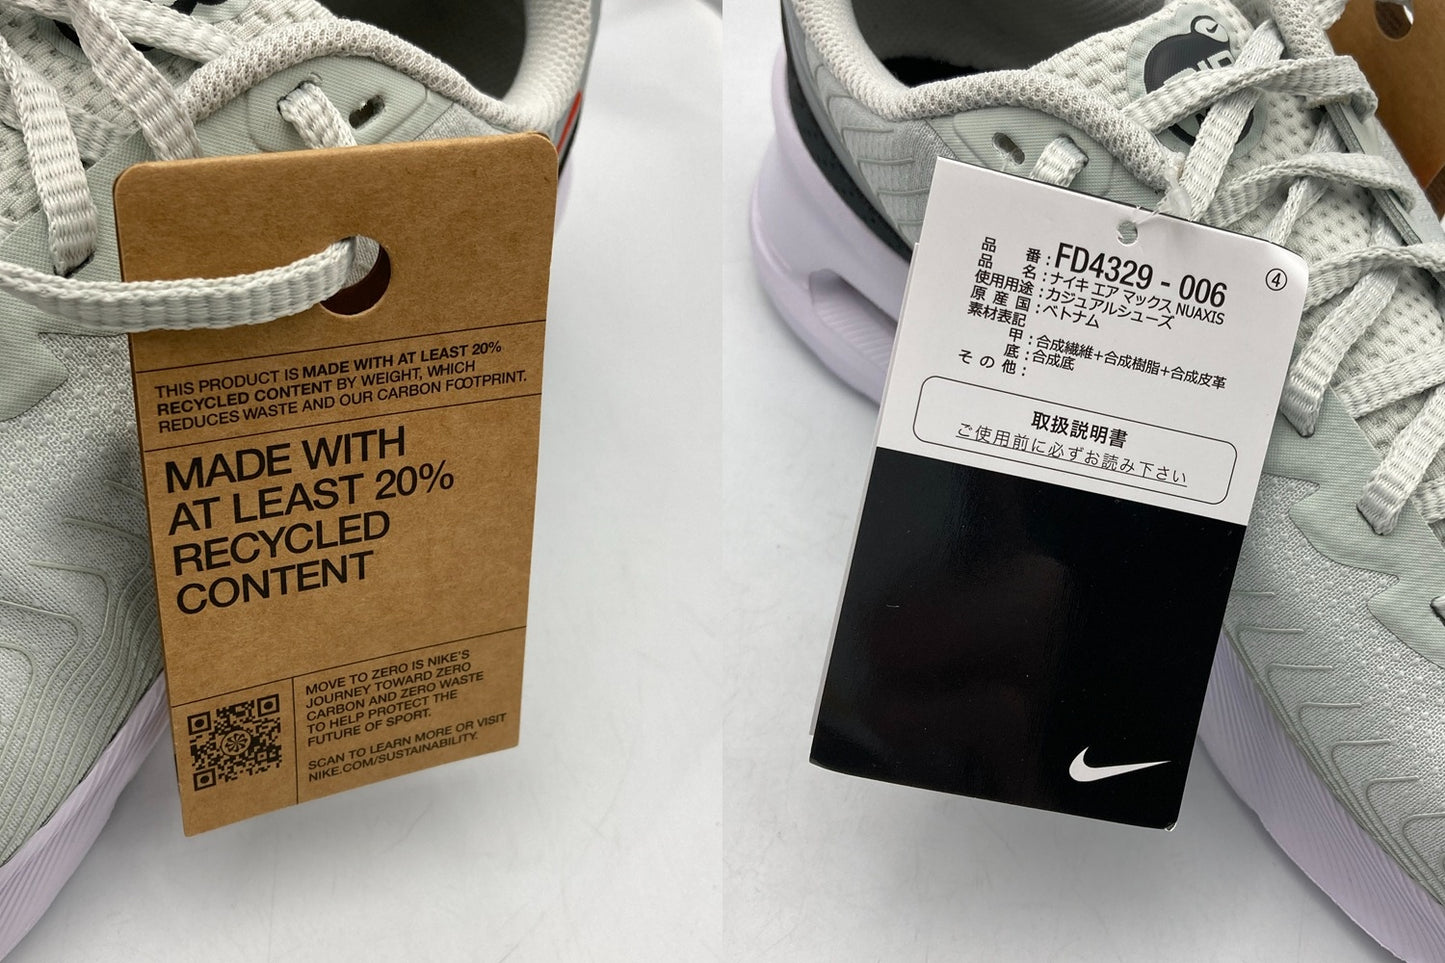 THIS PRODUCT IS MADE WITH AT LEAST 20%
RECYCLED CONTENT BY WEIGHT, WHICH
REDUCES WASTE AND OUR CARBON FOOTPRINT.
MADE WITH
AT LEAST 20%
RECYCLED
CONTENT
MOVE TO ZERO IS NIKE'S
JOURNEY TOWARD ZERO
CARBON AND ZERO WASTE
TO HELP PROTECT THE
FUTURE OF SPORT.
SCAN TO LEARN MORE OR VISIT
NIKE.COM/SUSTAINABILITY.
品番:FD4329-006
④
品名:ナイキ エア マックス NUAXIS
使用用途:カジュアルシューズ
原産国:ベトナム
素材表記
甲:合成繊維+合成樹脂+合成皮革
底:合成底
その他:
取扱説明書
ご使用前に必ずお読み下さい